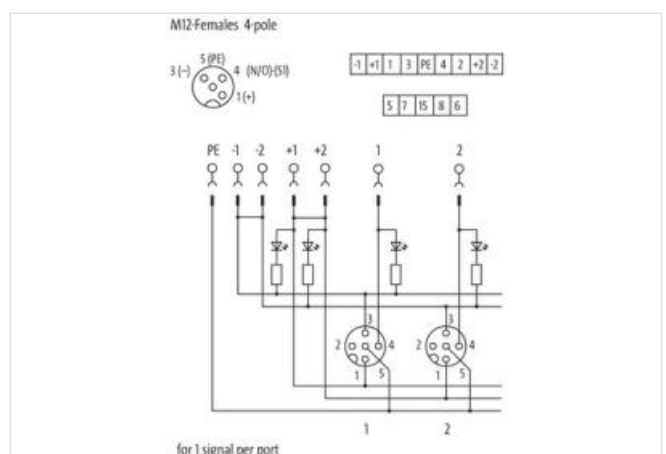 M12-Females 4-pole
5 (PE)
3 (–) 4 (N/O)-(S1)
1 (+)
-1 +1 1 3 PE 4 2 +2 -2
5 7 15 8 6
PE -1 -2 +1 +2 1 2
3 3
2 4 2 4
1 5 1 5
1 2
for 1 signal per port